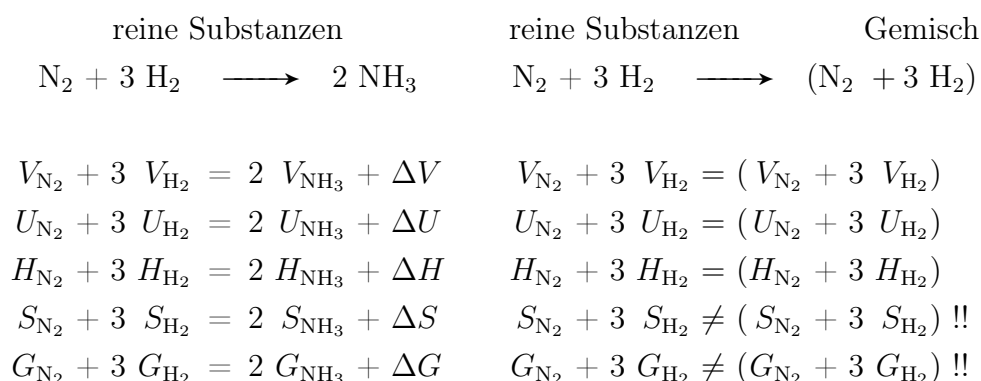 reine Substanzen reine Substanzen Gemisch
N₂ + 3 H₂ ⟶ 2 NH₃ N₂ + 3 H₂ ⟶ (N₂ + 3 H₂)
V_N₂ + 3 V_H₂ = 2 V_NH₃ + ΔV V_N₂ + 3 V_H₂ = ( V_N₂ + 3 V_H₂)
U_N₂ + 3 U_H₂ = 2 U_NH₃ + ΔU U_N₂ + 3 U_H₂ = (U_N₂ + 3 U_H₂)
H_N₂ + 3 H_H₂ = 2 H_NH₃ + ΔH H_N₂ + 3 H_H₂ = (H_N₂ + 3 H_H₂)
S_N₂ + 3 S_H₂ = 2 S_NH₃ + ΔS S_N₂ + 3 S_H₂ ≠ ( S_N₂ + 3 S_H₂) !!
G_N₂ + 3 G_H₂ = 2 G_NH₃ + ΔG G_N₂ + 3 G_H₂ ≠ (G_N₂ + 3 G_H₂) !!